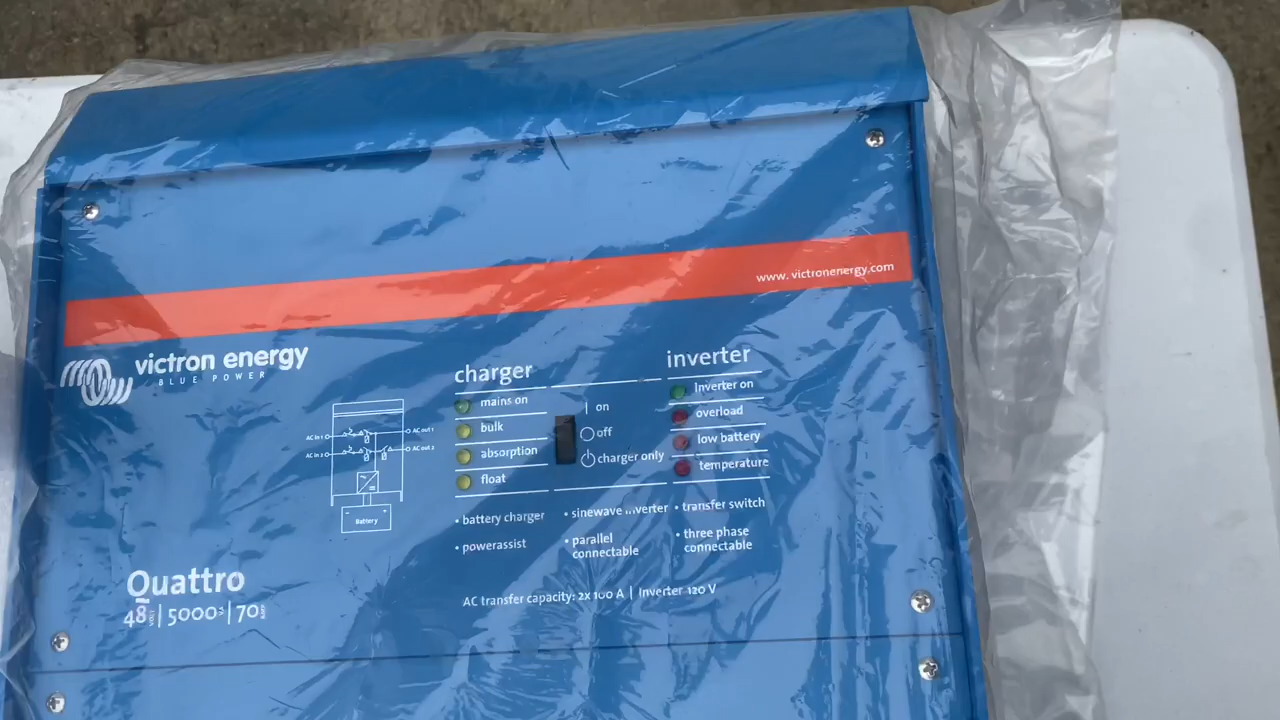 www. victronenergy.com
victron energy
BLUE POWER
charger
mains on
bulk
absorption
float
on
off
charger only
inverter
Inverter on
overload
low battery
temperature
AC in 1
AC in 2
AC out 1
AC out 2
Battery
• battery charger
• sinewave inverter
• transfer switch
• powerassist
• parallel
connectable
• three phase
connectable
Quattro
48 | 5000 | 70
AC transfer capacity: 2x 100 A | Inverter 120 V